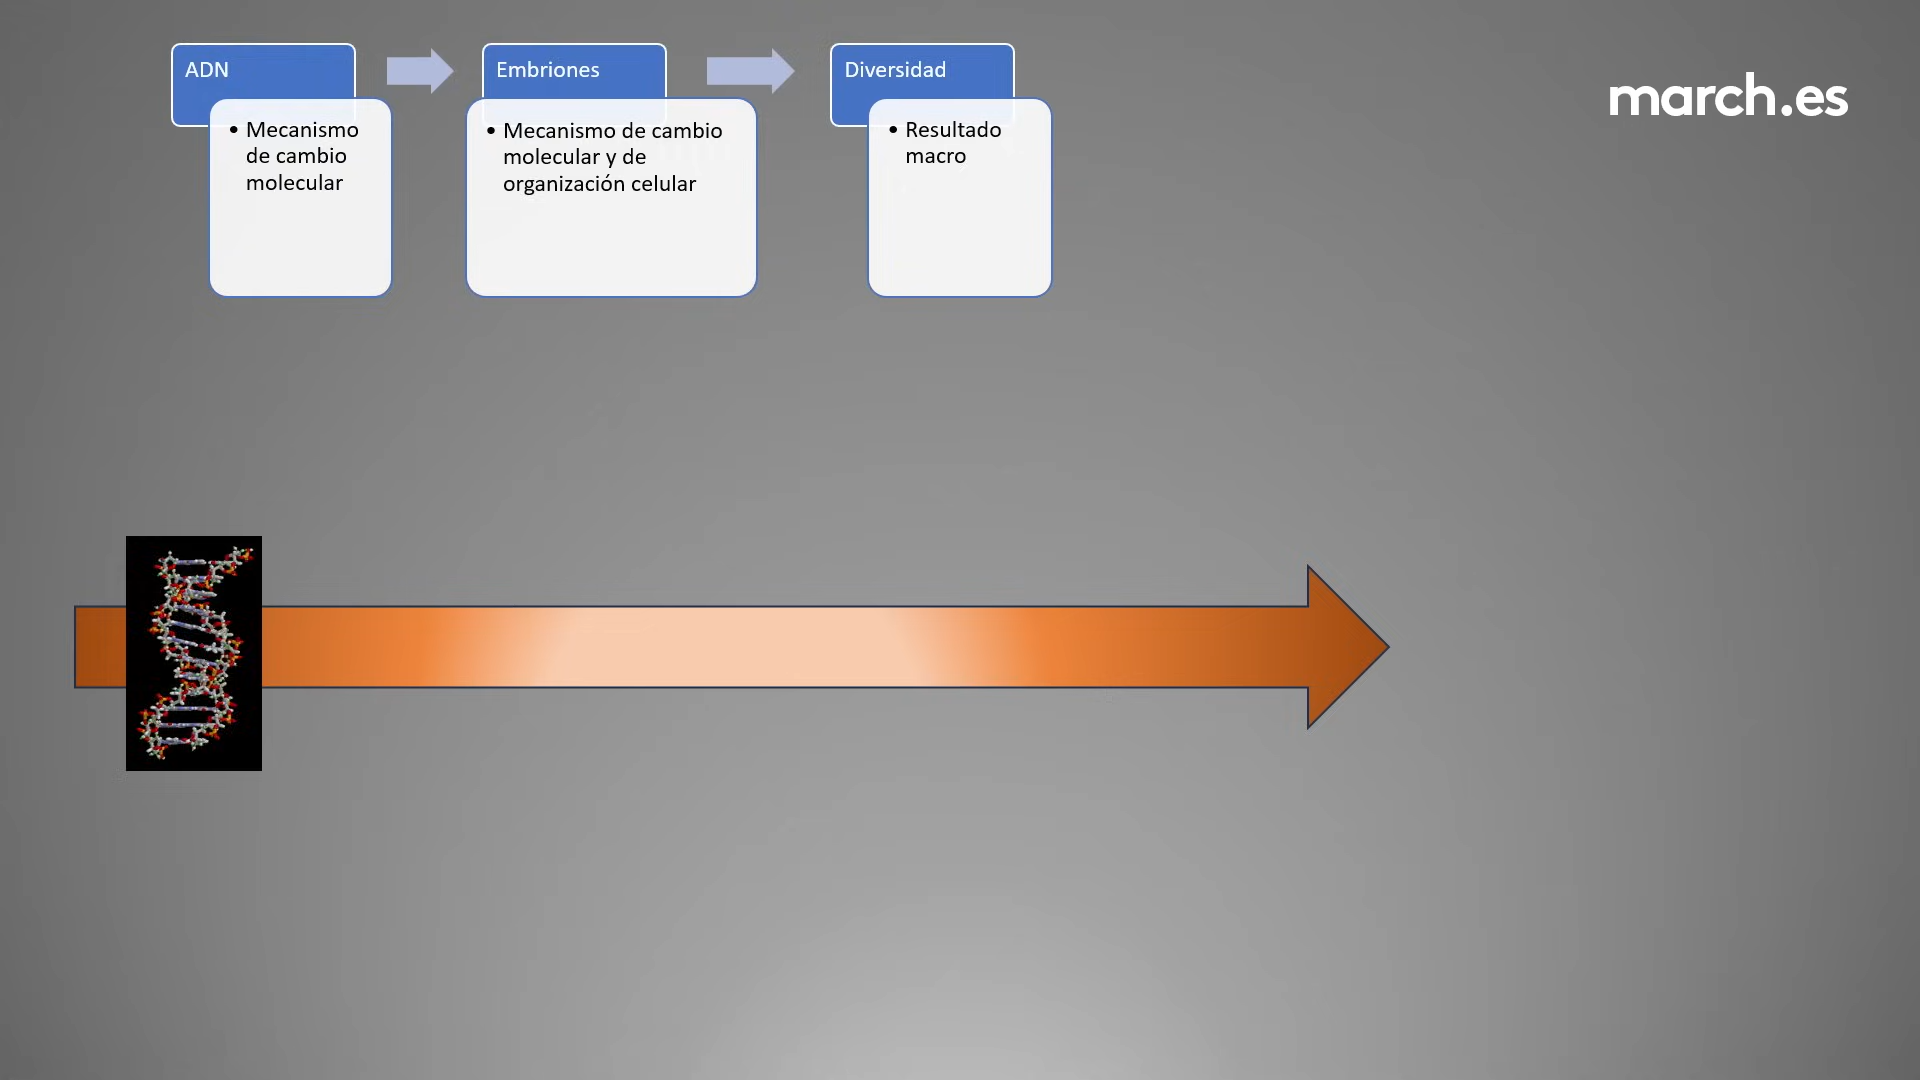 ADN
• Mecanismo
de cambio
molecular
Embriones
• Mecanismo de cambio
molecular y de
organización celular
Diversidad
• Resultado
macro
march.es